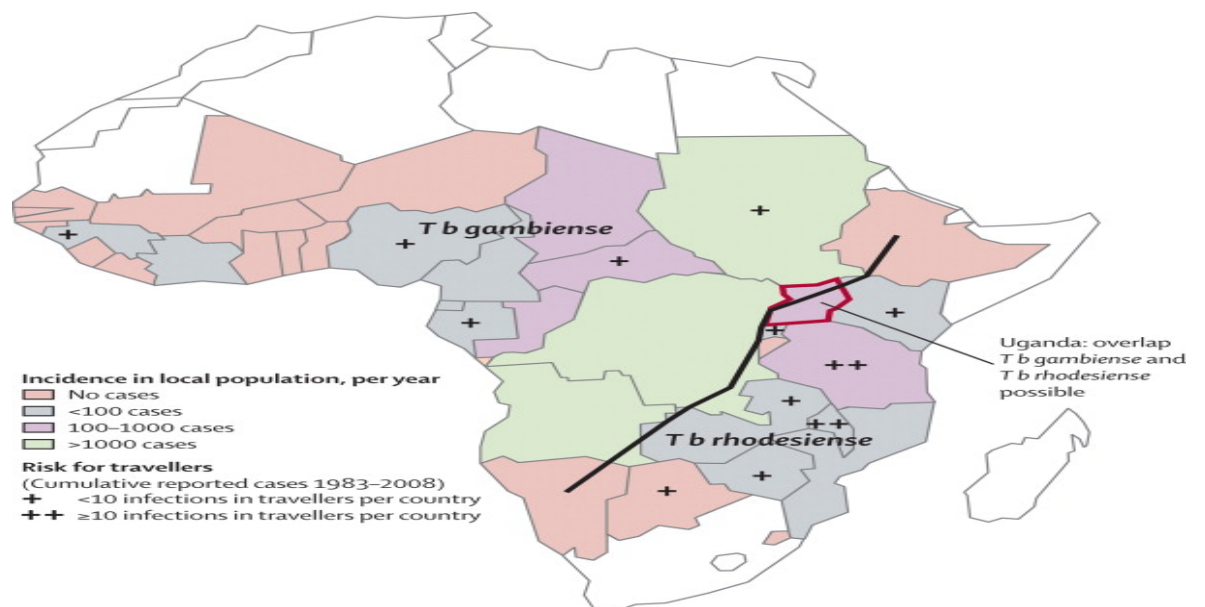 T b gambiense
T b rhodesiense
Uganda: overlap
T b gambiense and
T b rhodesiense
possible
Incidence in local population, per year
No cases
<100 cases
100–1000 cases
>1000 cases
Risk for travellers
(Cumulative reported cases 1983–2008)
+ <10 infections in travellers per country
++ ≥10 infections in travellers per country